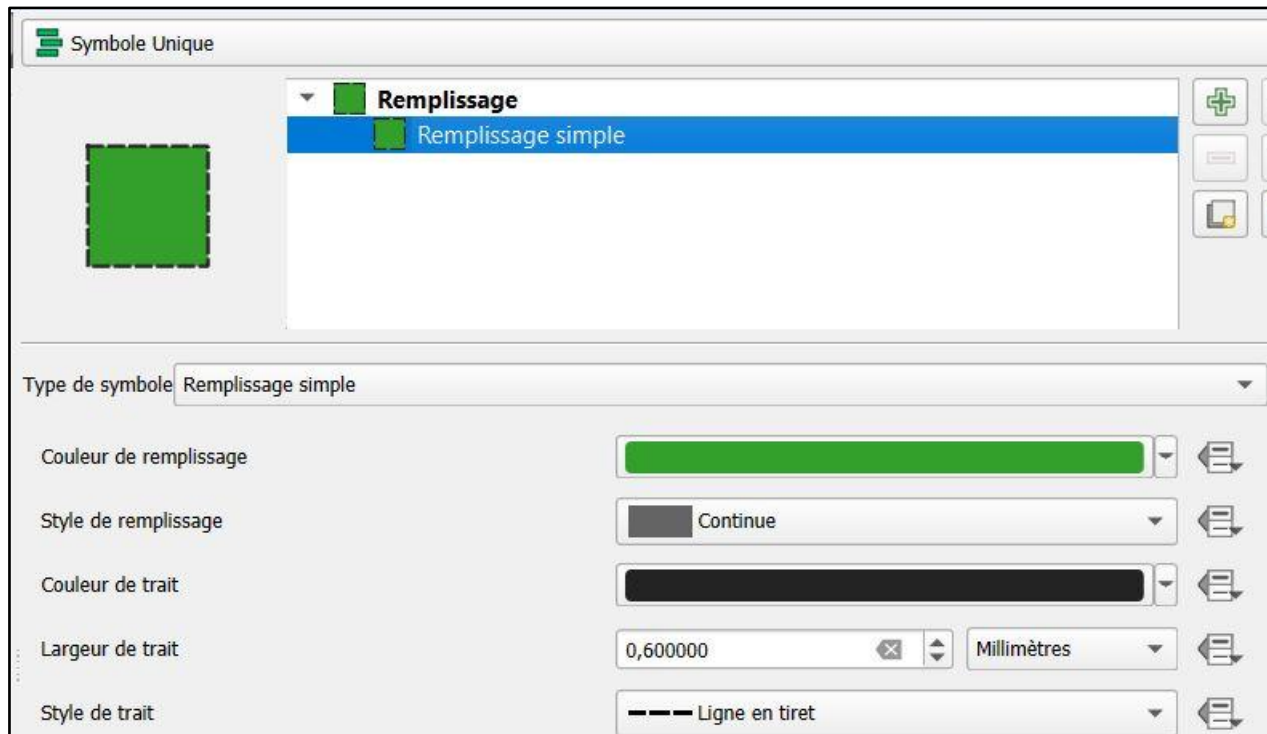 Symbole Unique
Remplissage
Remplissage simple
Type de symbole Remplissage simple
Couleur de remplissage
Style de remplissage Continue
Couleur de trait
Largeur de trait 0,600000 Millimètres
Style de trait Ligne en tiret